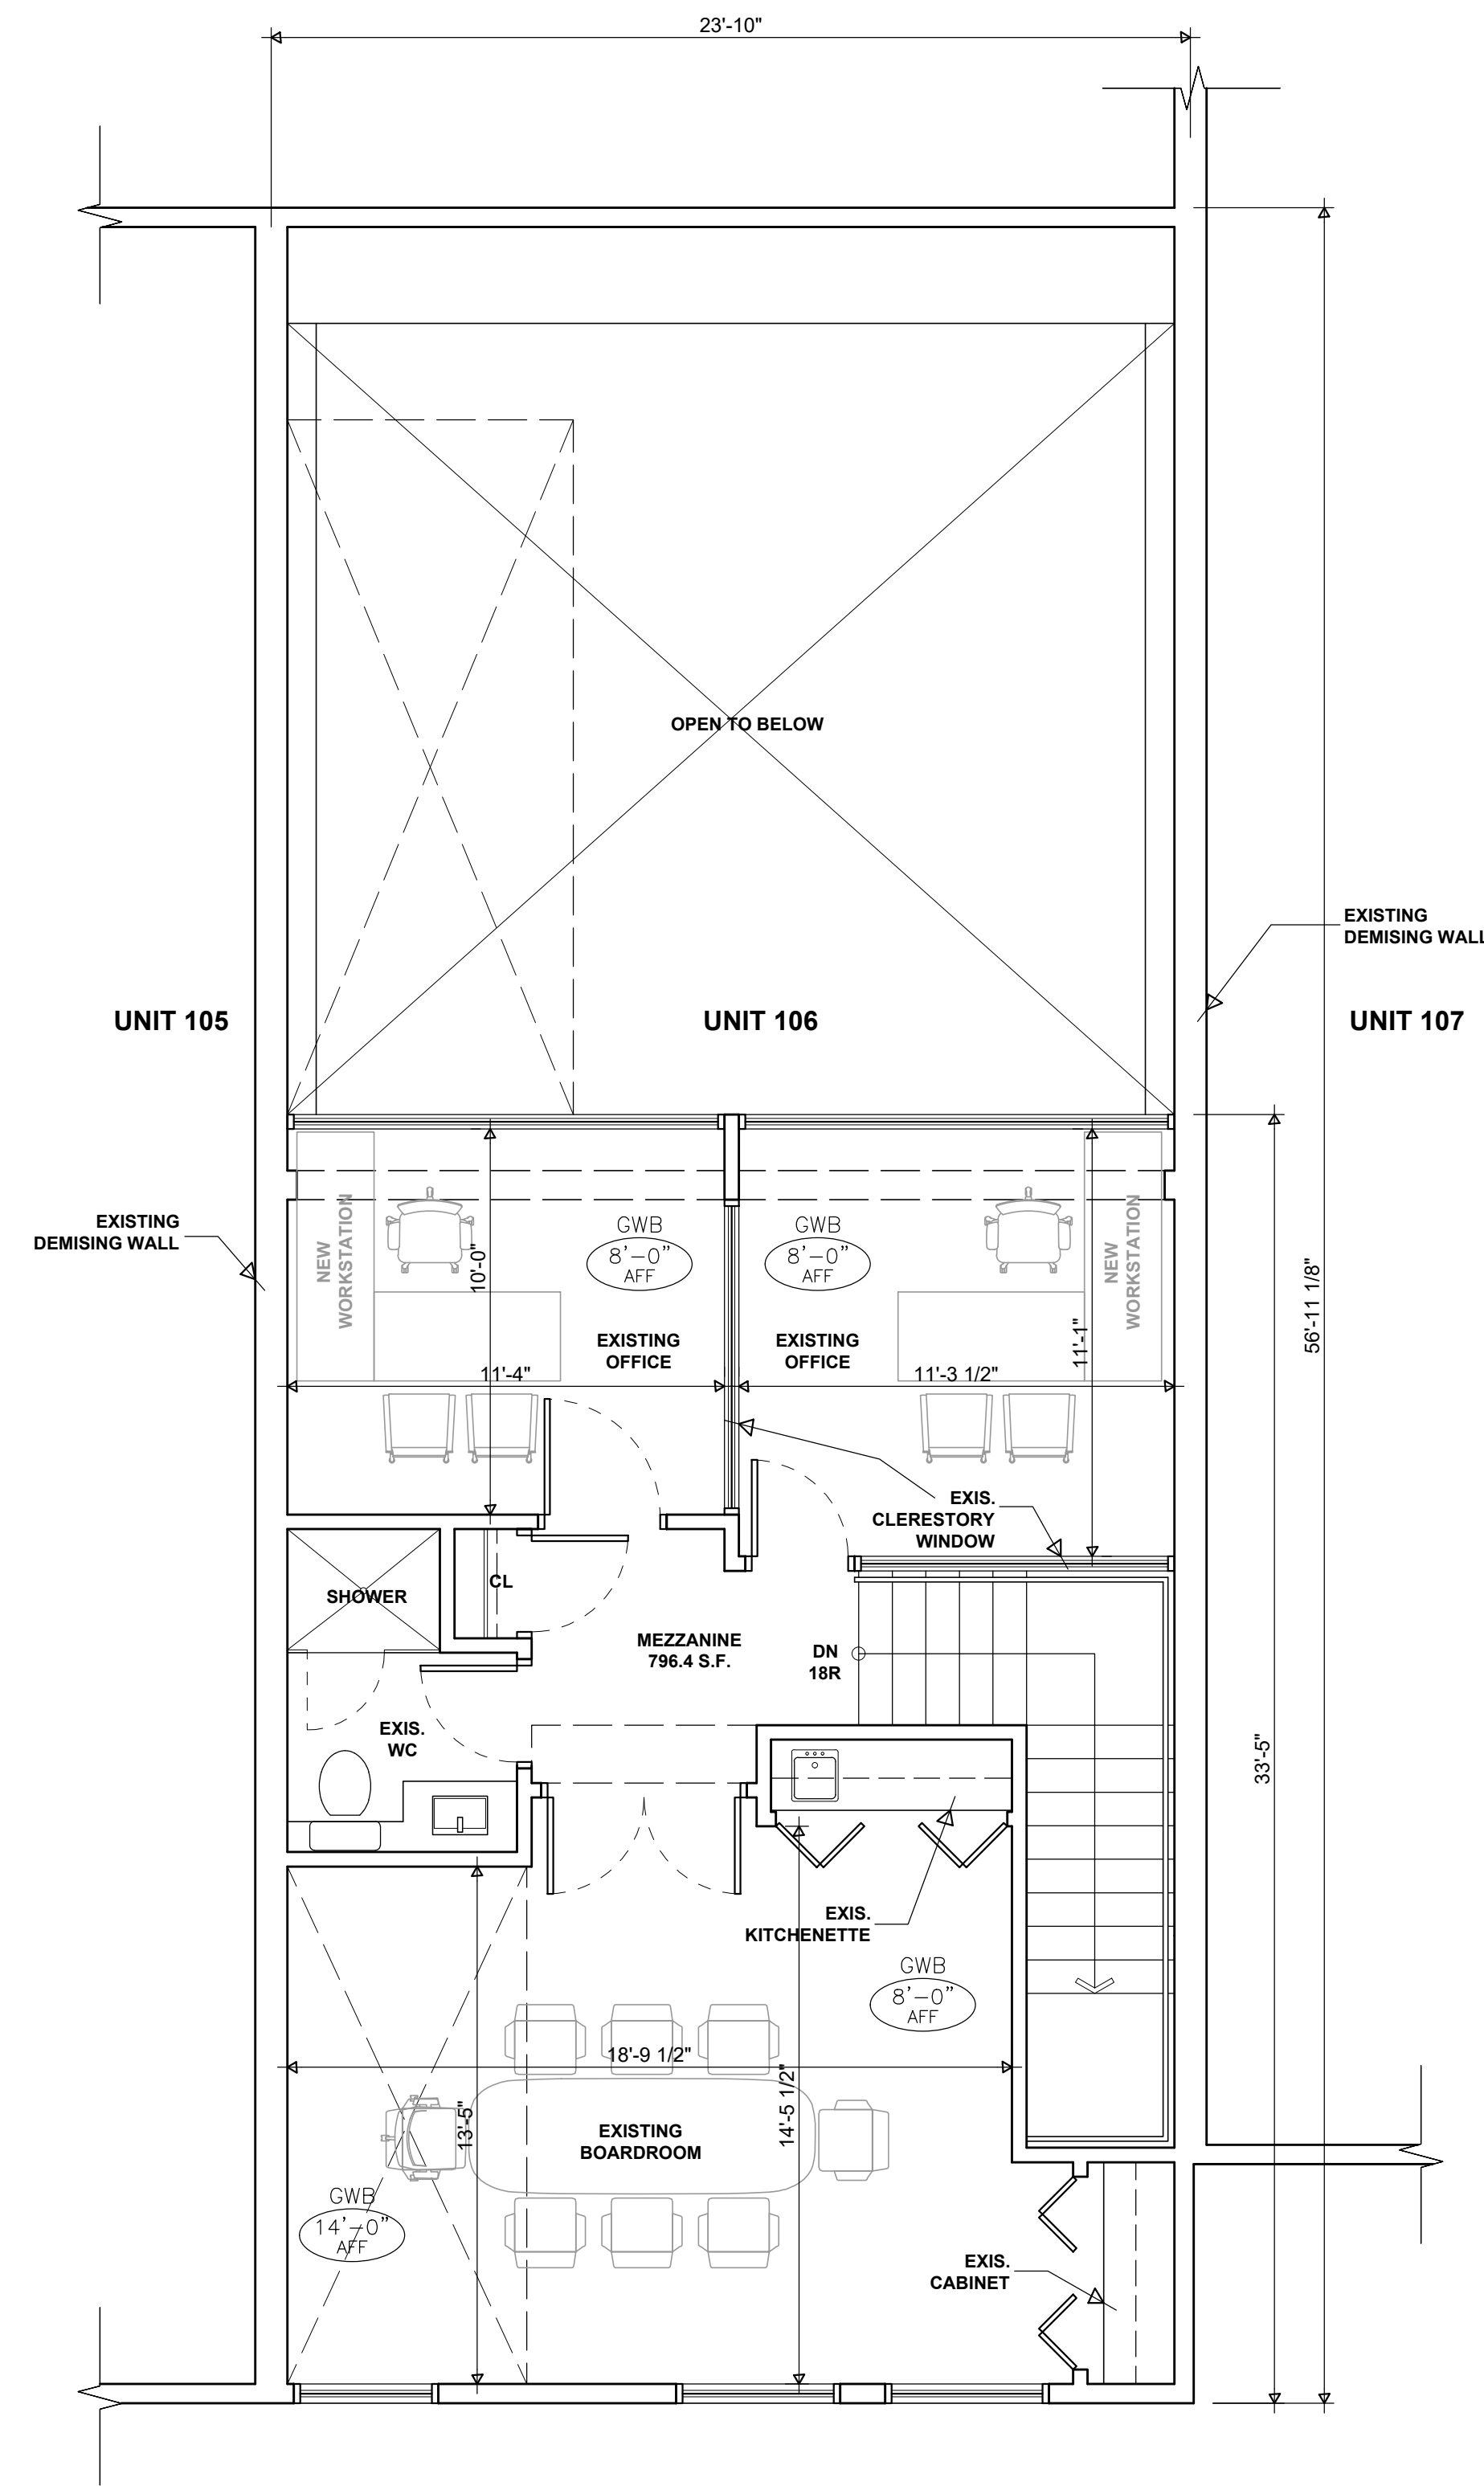 23'-10"
OPEN TO BELOW
EXISTING
DEMISING WALL
UNIT 105
UNIT 106
UNIT 107
EXISTING
DEMISING WALL
NEW
WORKSTATION
10'-0"
GWB
8'-0"
AFF
GWB
8'-0"
AFF
NEW
WORKSTATION
EXISTING
OFFICE
EXISTING
OFFICE
11'-4"
11'-3 1/2"
11'-1"
56'-11 1/8"
EXIS.
CLERESTORY
WINDOW
SHOWER
CL
MEZZANINE
796.4 S.F.
DN
18R
EXIS.
WC
33'-5"
EXIS.
KITCHENETTE
GWB
8'-0"
AFF
18'-9 1/2"
13'-5"
14'-5 1/2"
EXISTING
BOARDROOM
GWB
14'-0"
AFF
EXIS.
CABINET